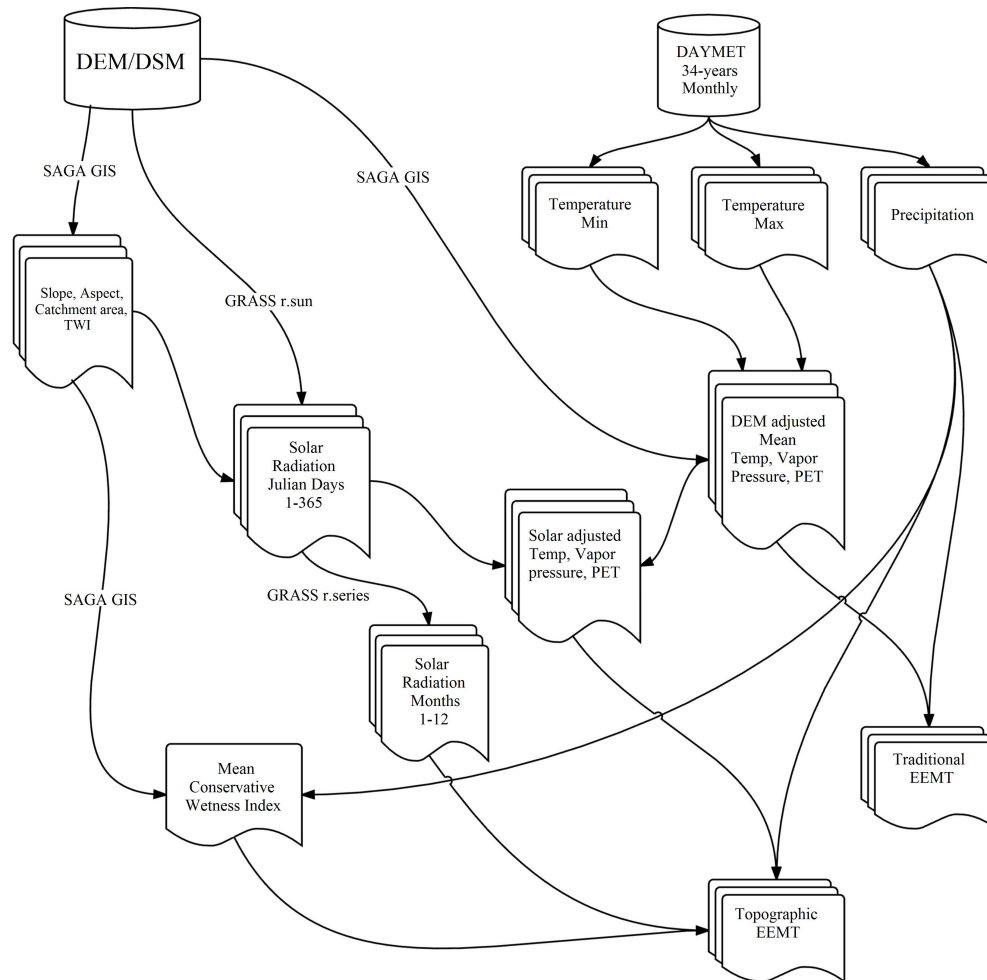 DEM/DSM
DAYMET
34-years
Monthly
SAGA GIS
SAGA GIS
Temperature
Min
Temperature
Max
Precipitation
Slope, Aspect,
Catchment area,
TWI
GRASS r.sun
DEM adjusted
Mean
Temp, Vapor
Pressure, PET
Solar
Radiation
Julian Days
1-365
Solar adjusted
Temp, Vapor
pressure, PET
SAGA GIS
GRASS r.series
Solar
Radiation
Months
1-12
Traditional
EEMT
Mean
Conservative
Wetness Index
Topographic
EEMT